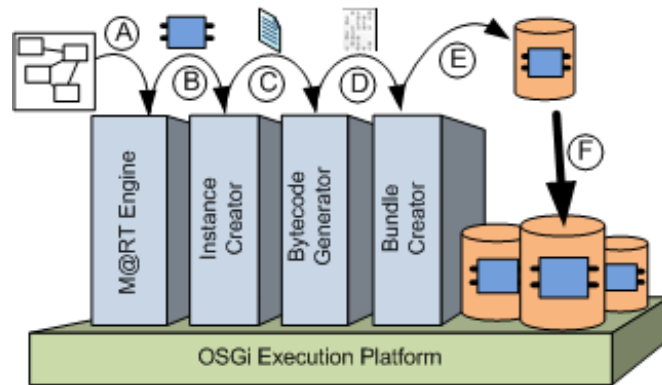 A
B
C
D
E
F
M@RT Engine
Instance
Creator
Bytecode
Generator
Bundle
Creator
OSGi Execution Platform